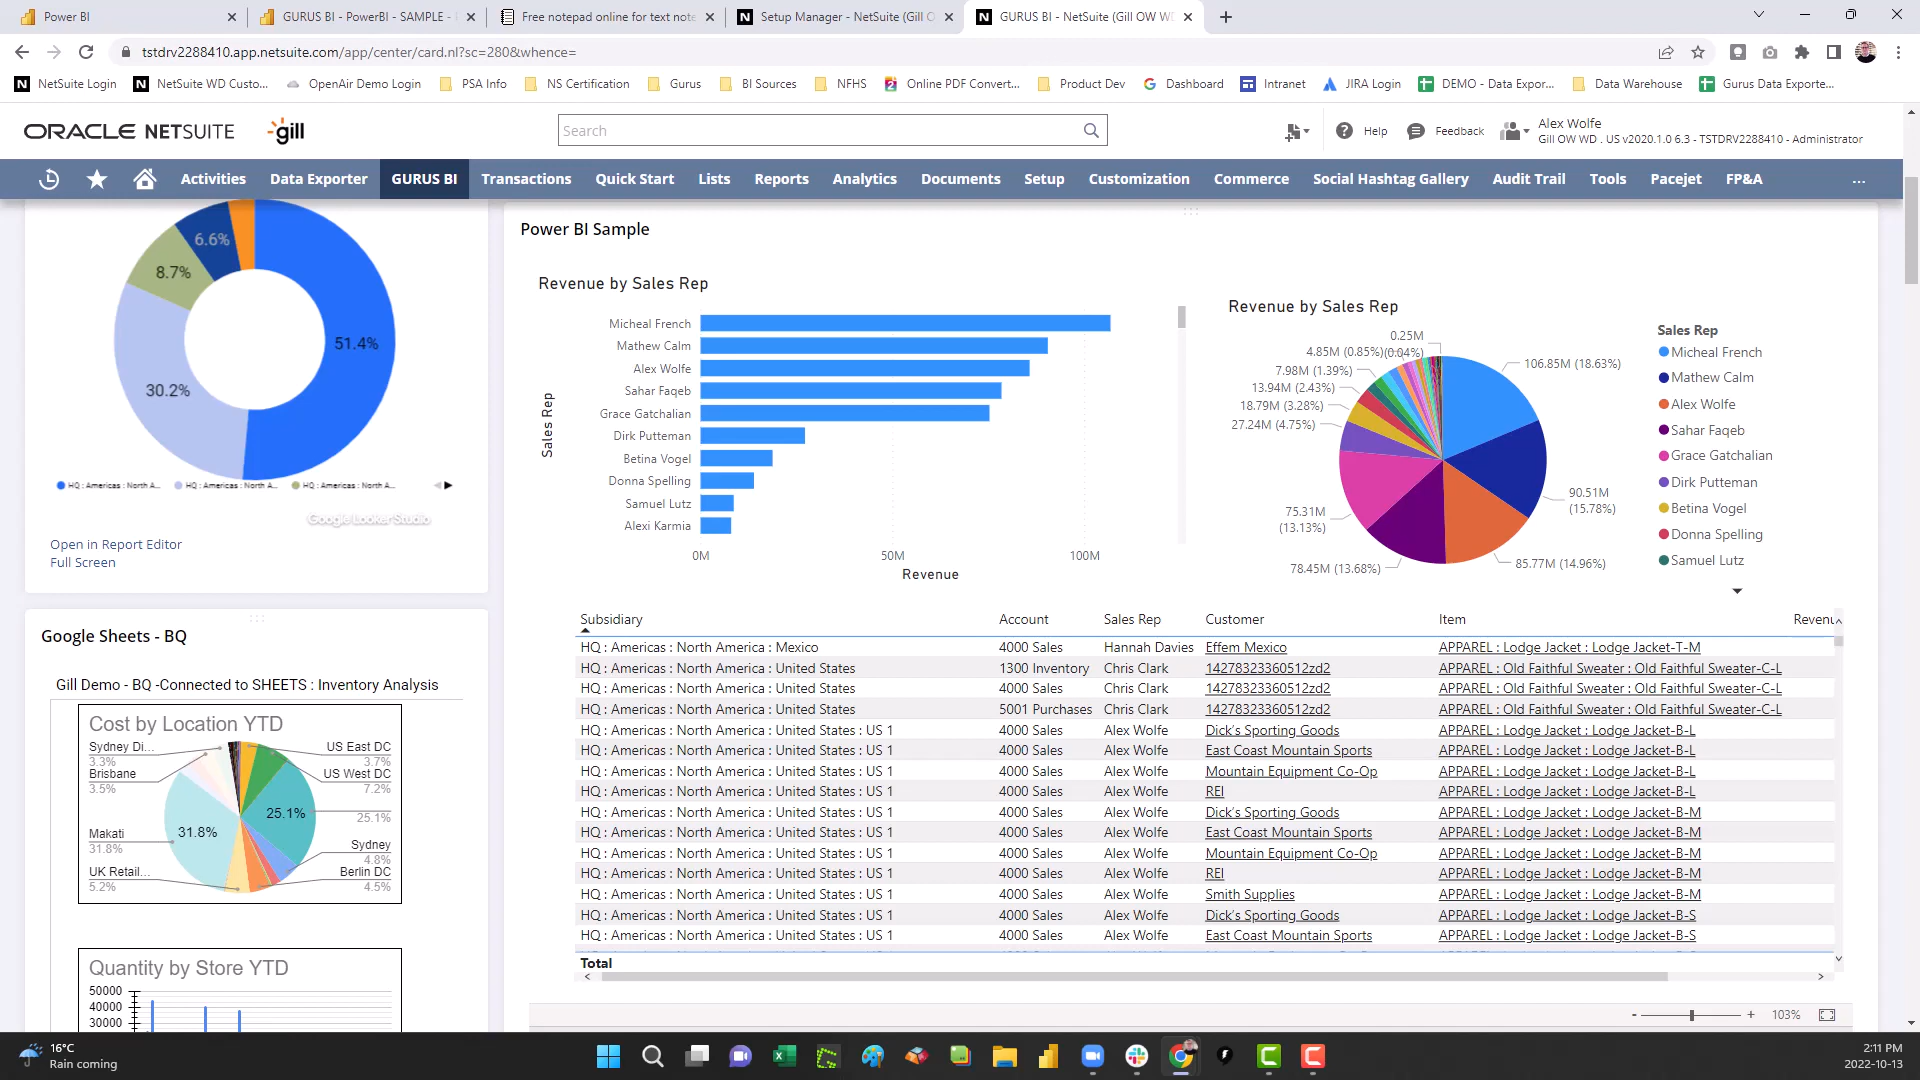 Power BI
GURUS BI - PowerBI - SAMPLE -
Free notepad online for text note
Setup Manager - NetSuite (Gill O
GURUS BI - NetSuite (Gill OW WD
tstdrv2288410.app.netsuite.com/app/center/card.nl?sc=280&whence=
NetSuite Login
NetSuite WD Custo...
OpenAir Demo Login
PSA Info
NS Certification
Gurus
BI Sources
NFHS
Online PDF Convert...
Product Dev
Dashboard
Intranet
JIRA Login
DEMO - Data Expor...
Data Warehouse
Gurus Data Exporte...
ORACLE NETSUITE
gill
Search
Help
Feedback
Alex Wolfe
Gill OW WD . US v2020.1.0 6.3 - TSTDRV2288410 - Administrator
Activities
Data Exporter
GURUS BI
Transactions
Quick Start
Lists
Reports
Analytics
Documents
Setup
Customization
Commerce
Social Hashtag Gallery
Audit Trail
Tools
Pacejet
FP&A
...
6.6%
8.7%
51.4%
30.2%
HQ : Americas : North A...
HQ : Americas : North A...
HQ : Americas : North A...
Google Looker Studio
Open in Report Editor
Full Screen
Google Sheets - BQ
Gill Demo - BQ -Connected to SHEETS : Inventory Analysis
Cost by Location YTD
Sydney Di...
3.3%
Brisbane
3.5%
Makati
31.8%
UK Retail...
5.2%
31.8%
25.1%
US East DC
3.7%
US West DC
7.2%
25.1%
Sydney
4.8%
Berlin DC
4.5%
Quantity by Store YTD
50000
40000
30000
Power BI Sample
Revenue by Sales Rep
Sales Rep
Micheal French
Mathew Calm
Alex Wolfe
Sahar Faqeb
Grace Gatchalian
Dirk Putteman
Betina Vogel
Donna Spelling
Samuel Lutz
Alexi Karmia
0M 50M 100M
Revenue
Revenue by Sales Rep
0.25M
(0.04%)
4.85M (0.85%)
7.98M (1.39%)
13.94M (2.43%)
18.79M (3.28%)
27.24M (4.75%)
75.31M
(13.13%)
78.45M (13.68%)
106.85M (18.63%)
90.51M
(15.78%)
85.77M (14.96%)
Sales Rep
Micheal French
Mathew Calm
Alex Wolfe
Sahar Faqeb
Grace Gatchalian
Dirk Putteman
Betina Vogel
Donna Spelling
Samuel Lutz
Subsidiary Account Sales Rep Customer Item Revenu
HQ : Americas : North America : Mexico 4000 Sales Hannah Davies Effem Mexico APPAREL : Lodge Jacket : Lodge Jacket-T-M
HQ : Americas : North America : United States 1300 Inventory Chris Clark 14278323360512zd2 APPAREL : Old Faithful Sweater : Old Faithful Sweater-C-L
HQ : Americas : North America : United States 4000 Sales Chris Clark 14278323360512zd2 APPAREL : Old Faithful Sweater : Old Faithful Sweater-C-L
HQ : Americas : North America : United States 5001 Purchases Chris Clark 14278323360512zd2 APPAREL : Old Faithful Sweater : Old Faithful Sweater-C-L
HQ : Americas : North America : United States : US 1 4000 Sales Alex Wolfe Dick's Sporting Goods APPAREL : Lodge Jacket : Lodge Jacket-B-L
HQ : Americas : North America : United States : US 1 4000 Sales Alex Wolfe East Coast Mountain Sports APPAREL : Lodge Jacket : Lodge Jacket-B-L
HQ : Americas : North America : United States : US 1 4000 Sales Alex Wolfe Mountain Equipment Co-Op APPAREL : Lodge Jacket : Lodge Jacket-B-L
HQ : Americas : North America : United States : US 1 4000 Sales Alex Wolfe REI APPAREL : Lodge Jacket : Lodge Jacket-B-L
HQ : Americas : North America : United States : US 1 4000 Sales Alex Wolfe Dick's Sporting Goods APPAREL : Lodge Jacket : Lodge Jacket-B-M
HQ : Americas : North America : United States : US 1 4000 Sales Alex Wolfe East Coast Mountain Sports APPAREL : Lodge Jacket : Lodge Jacket-B-M
HQ : Americas : North America : United States : US 1 4000 Sales Alex Wolfe Mountain Equipment Co-Op APPAREL : Lodge Jacket : Lodge Jacket-B-M
HQ : Americas : North America : United States : US 1 4000 Sales Alex Wolfe REI APPAREL : Lodge Jacket : Lodge Jacket-B-M
HQ : Americas : North America : United States : US 1 4000 Sales Alex Wolfe Smith Supplies APPAREL : Lodge Jacket : Lodge Jacket-B-M
HQ : Americas : North America : United States : US 1 4000 Sales Alex Wolfe Dick's Sporting Goods APPAREL : Lodge Jacket : Lodge Jacket-B-S
HQ : Americas : North America : United States : US 1 4000 Sales Alex Wolfe East Coast Mountain Sports APPAREL : Lodge Jacket : Lodge Jacket-B-S
Total
- + 103%
16°C
Rain coming
2:11 PM
2022-10-13